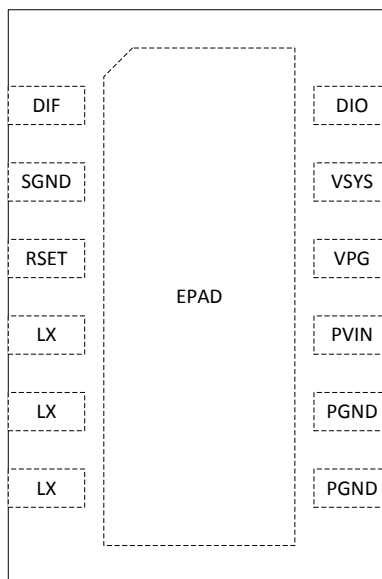 DIF
DIO
SGND
VSYS
RSET
VPG
EPAD
LX
PVIN
LX
PGND
LX
PGND